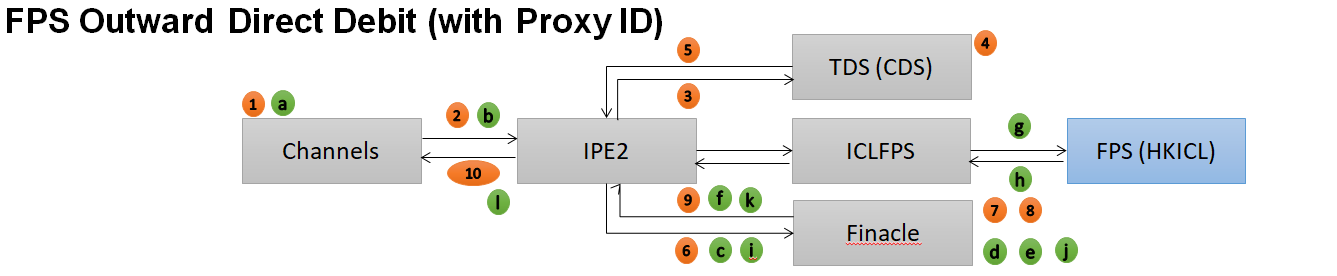 FPS Outward Direct Debit (with Proxy ID)
5
TDS (CDS)
4
3
1 a
2 b
g
Channels
IPE2
ICLFPS
FPS (HKICL)
10
h
l
9 f k
7 8
Finacle
6 c i
d e j